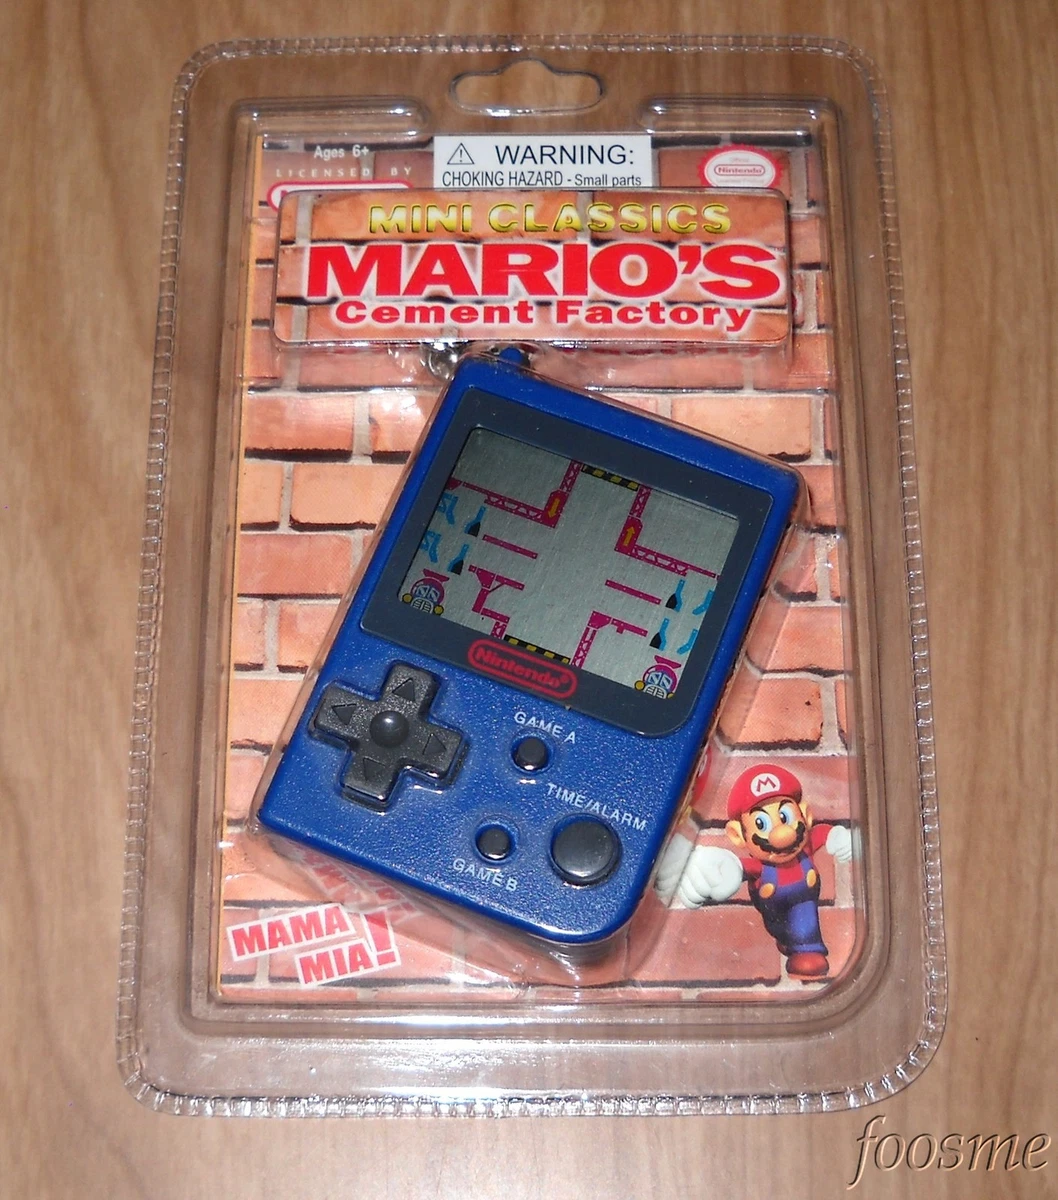 Ages 6+
LICENSED BY
⚠ WARNING:
CHOKING HAZARD - Small parts
Official
Nintendo
MINI CLASSICS
MARIO'S
Cement Factory
Nintendo®
GAME A
TIME/ALARM
GAME B
M
MAMA
MIA!
foosme